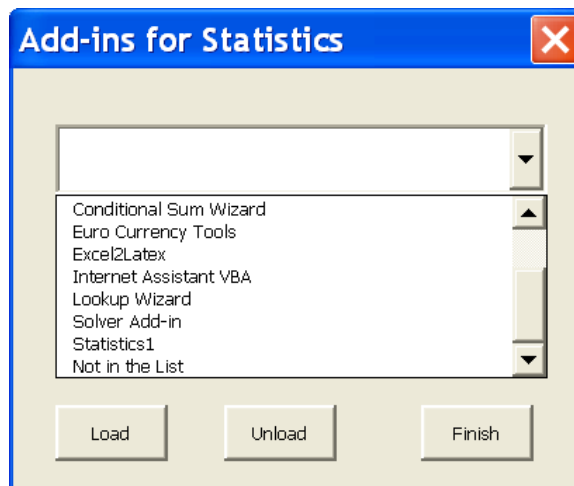 Add-ins for Statistics
Conditional Sum Wizard
Euro Currency Tools
Excel2Latex
Internet Assistant VBA
Lookup Wizard
Solver Add-in
Statistics1
Not in the List
Load Unload Finish